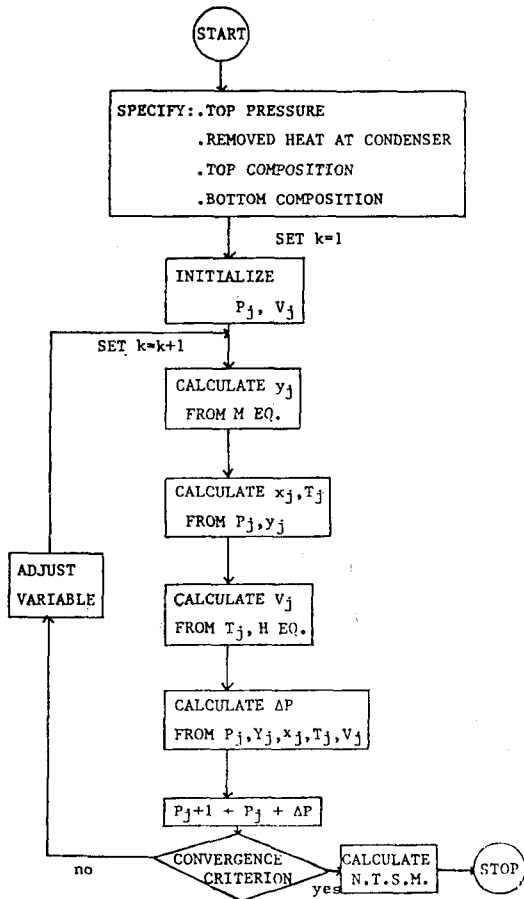 START
SPECIFY:.TOP PRESSURE
.REMOVED HEAT AT CONDENSER
.TOP COMPOSITION
.BOTTOM COMPOSITION
SET k=1
INITIALIZE
Pj, Vj
SET k=k+1
CALCULATE yj
FROM M EQ.
CALCULATE xj,Tj
FROM Pj,yj
ADJUST
VARIABLE
CALCULATE Vj
FROM Tj, H EQ.
CALCULATE ΔP
FROM Pj,Yj,xj,Tj,Vj
Pj+1 ← Pj + ΔP
no
CONVERGENCE
CRITERION
yes
CALCULATE
N.T.S.M.
STOP